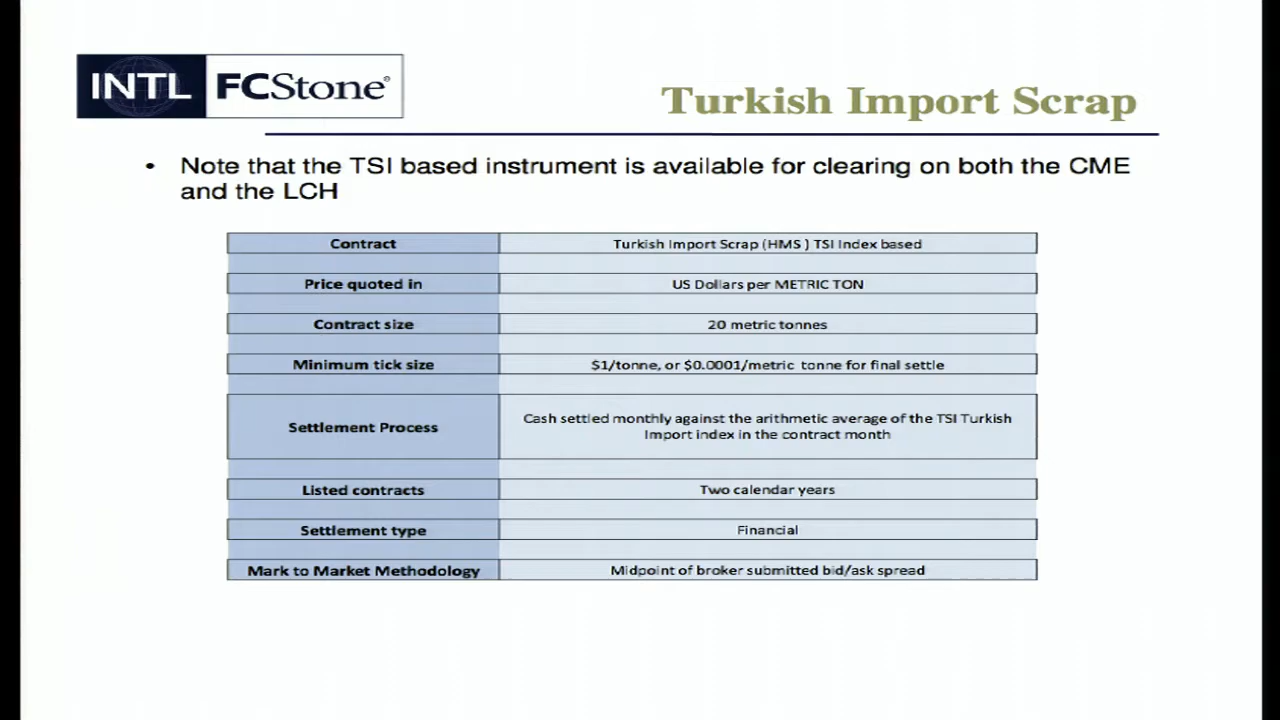 INTL FCStone®
Turkish Import Scrap
• Note that the TSI based instrument is available for clearing on both the CME
and the LCH
Contract Turkish Import Scrap (HMS ) TSI Index based
Price quoted in US Dollars per METRIC TON
Contract size 20 metric tonnes
Minimum tick size $1/tonne, or $0.0001/metric tonne for final settle
Settlement Process Cash settled monthly against the arithmetic average of the TSI Turkish
Import index in the contract month
Listed contracts Two calendar years
Settlement type Financial
Mark to Market Methodology Midpoint of broker submitted bid/ask spread